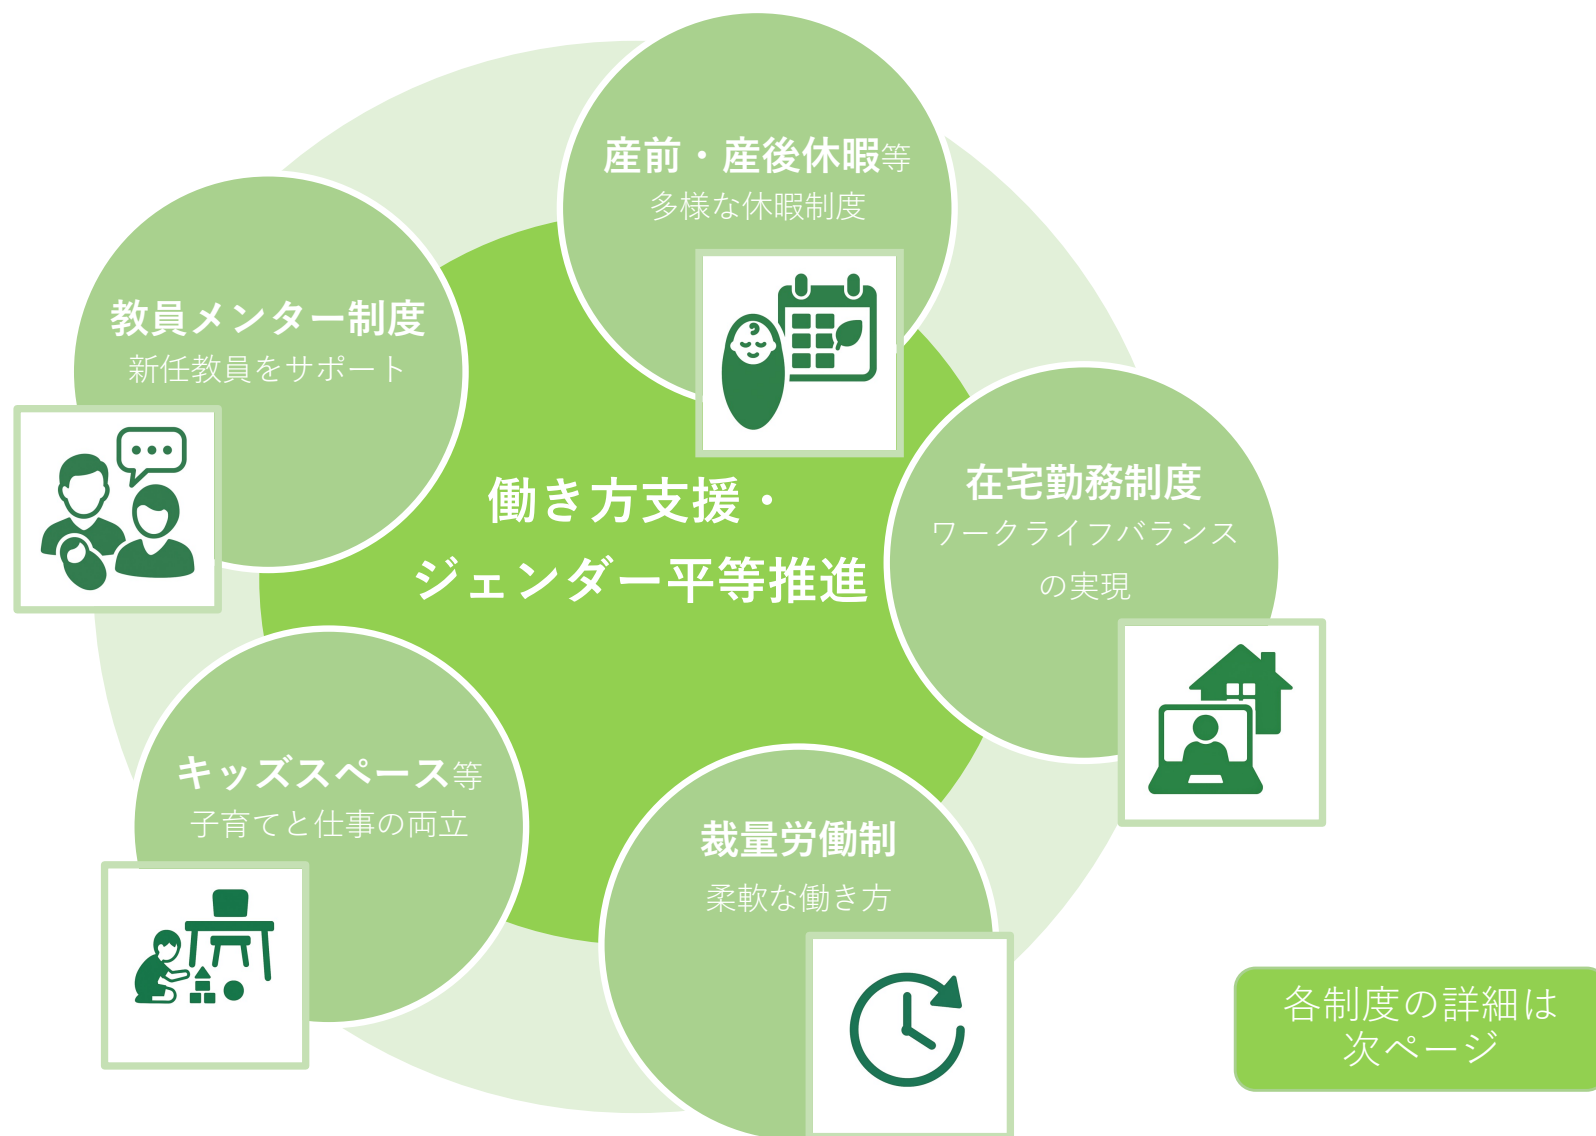 産前・産後休暇等
多様な休暇制度
教員メンター制度
新任教員をサポート
働き方支援・
ジェンダー平等推進
在宅勤務制度
ワークライフバランス
の実現
キッズスペース等
子育てと仕事の両立
裁量労働制
柔軟な働き方
各制度の詳細は
次ページ